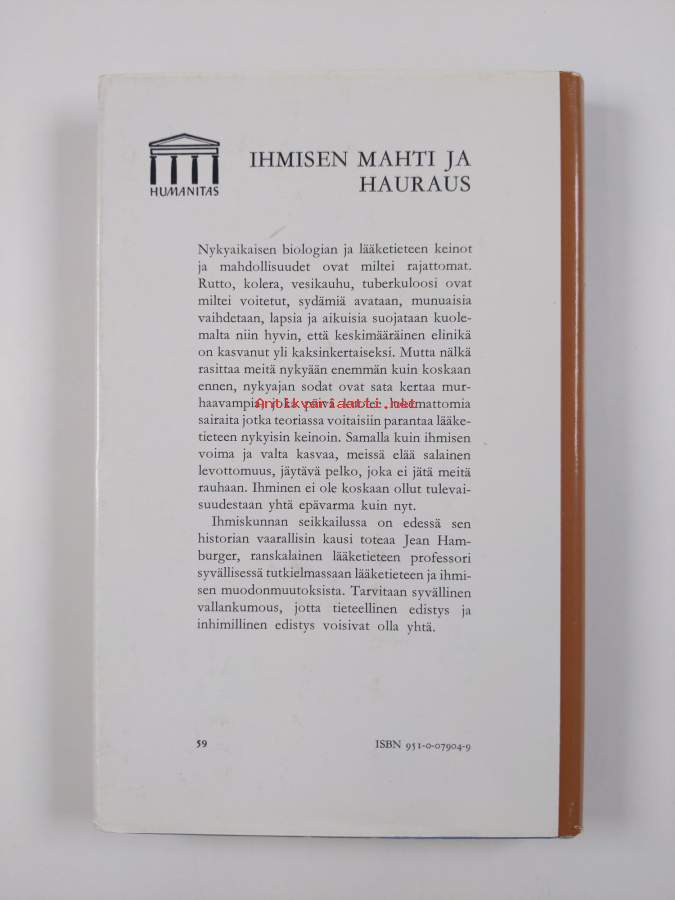 HUMANITAS
IHMISEN MAHTI JA
HAURAUS
Nykyaikaisen biologian ja lääketieteen keinot
ja mahdollisuudet ovat miltei rajattomat.
Rutto, kolera, vesikauhu, tuberkuloosi ovat
miltei voitetut, sydämiä avataan, munuaisia
vaihdetaan, lapsia ja aikuisia suojataan kuole-
malta niin hyvin, että keskimääräinen elinikä
on kasvanut yli kaksinkertaiseksi. Mutta nälkä
rasittaa meitä nykyään enemmän kuin koskaan
ennen, nykyajan sodat ovat sata kertaa mur-
haavampia, joka päivä kuolee
Antikvariaatti.net
sairaita jotka teoriassa voitaisiin parantaa lääke-
tieteen nykyisin keinoin. Samalla kuin ihmisen
voima ja valta kasvaa, meissä elää salainen
levottomuus, jäytävä pelko, joka ei jätä meitä
rauhaan. Ihminen ei ole koskaan ollut tulevai-
suudestaan yhtä epävarma kuin nyt.
Ihmiskunnan seikkailussa on edessä sen
historian vaarallisin kausi toteaa Jean Ham-
burger, ranskalainen lääketieteen professori
syvällisessä tutkielmassaan lääketieteen ja ihmi-
sen muodonmuutoksista. Tarvitaan syvällinen
vallankumous, jotta tieteellinen edistys ja
inhimillinen edistys voisivat olla yhtä.
59
ISBN 951-0-07904-9